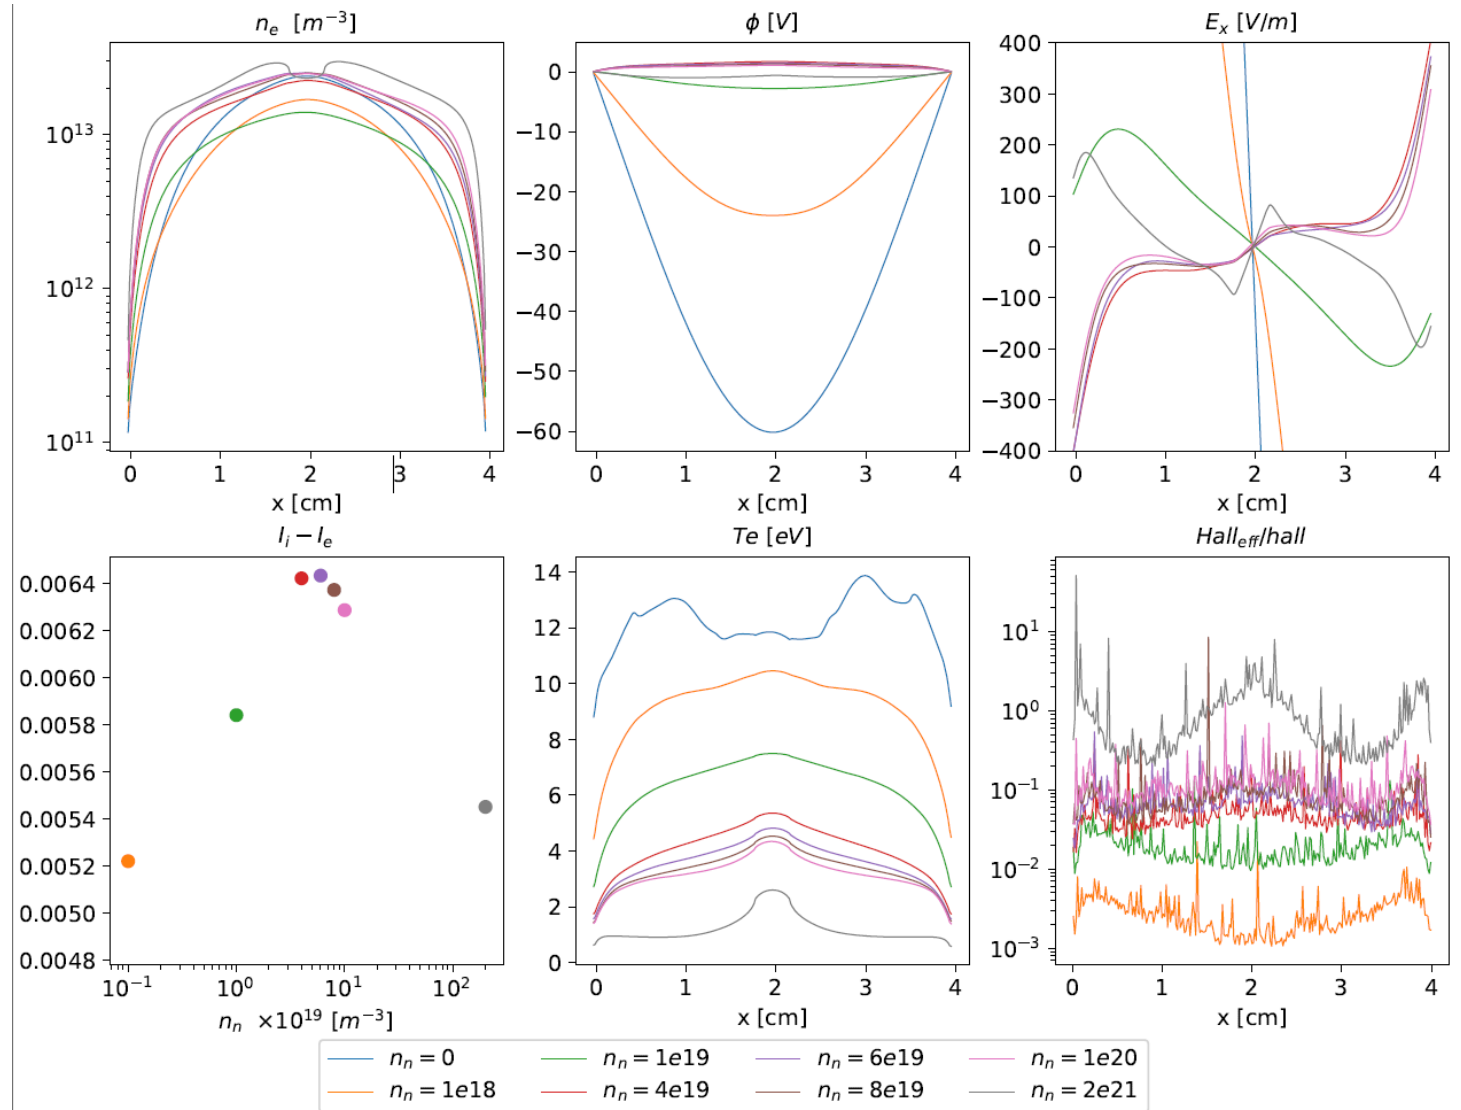 n_e [m^{-3}]
10^{13}
10^{12}
10^{11}
0 1 2 3 4
x [cm]
ϕ [V]
0
−10
−20
−30
−40
−50
−60
0 1 2 3 4
x [cm]
E_x [V/m]
400
300
200
100
0
−100
−200
−300
−400
0 1 2 3 4
x [cm]
I_i − I_e
0.0064
0.0062
0.0060
0.0058
0.0056
0.0054
0.0052
0.0050
0.0048
10^{−1} 10^0 10^1 10^2
n_n ×10^{19} [m^{−3}]
Te [eV]
14
12
10
8
6
4
2
0
0 1 2 3 4
x [cm]
Hall_{eff}/hall
10^1
10^0
10^{−1}
10^{−2}
10^{−3}
0 1 2 3 4
x [cm]
n_n = 0 n_n = 1e19 n_n = 6e19 n_n = 1e20
n_n = 1e18 n_n = 4e19 n_n = 8e19 n_n = 2e21